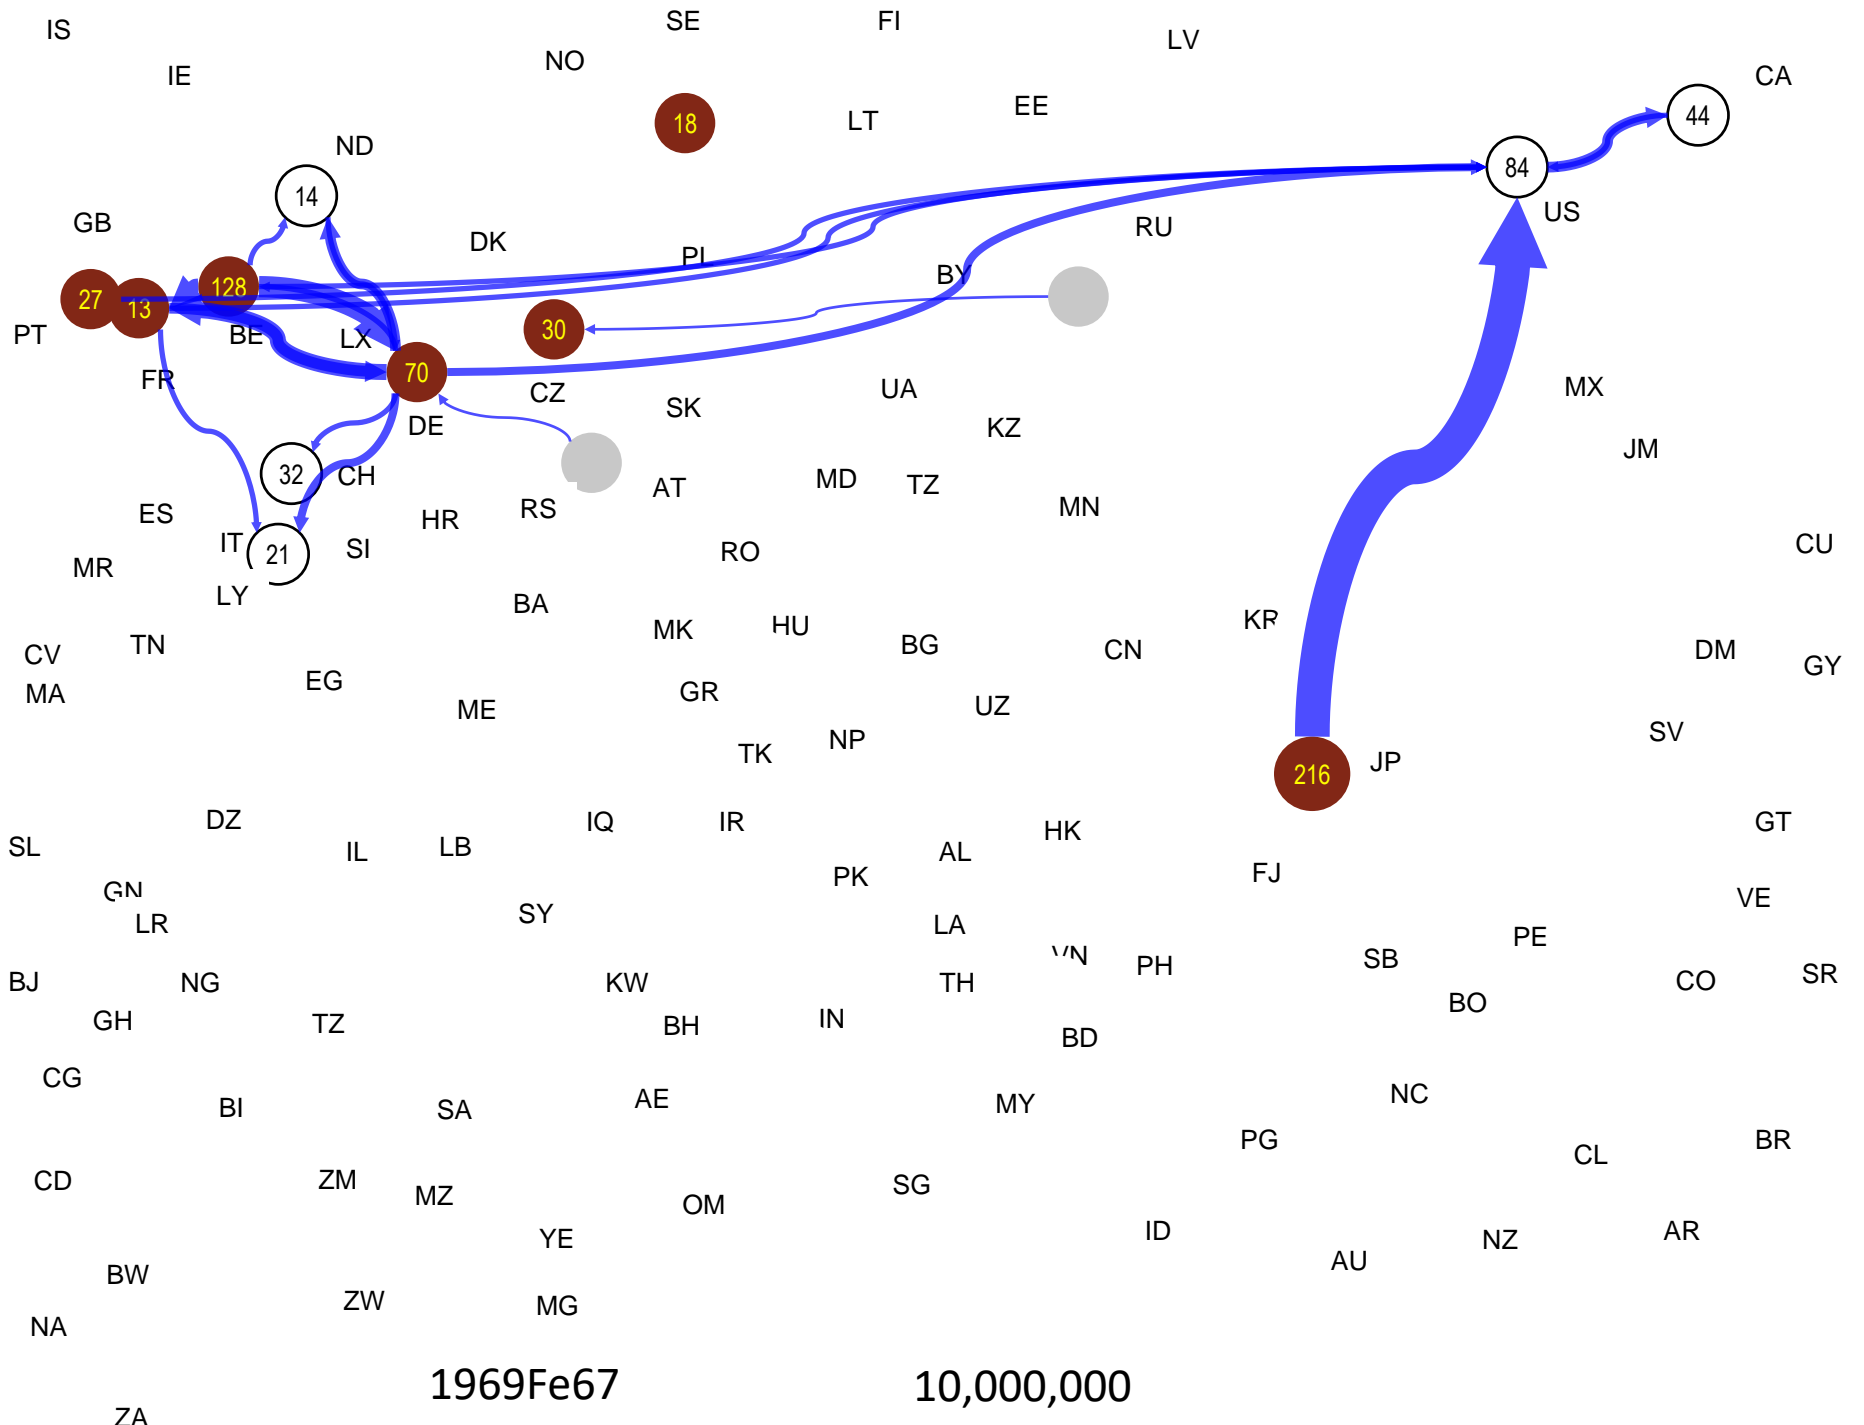 IS
SE
FI
LV
NO
IE
CA
EE
44
LT
18
ND
84
14
US
GB
RU
DK
PL
BY
128
27
13
30
PT
BE
LX
70
FR
MX
UA
CZ
SK
DE
KZ
JM
32
CH
MD
TZ
AT
MN
ES
RS
HR
IT
SI
21
RO
CU
MR
LY
BA
KR
HU
MK
TN
BG
CN
DM
CV
GY
EG
MA
GR
UZ
ME
SV
NP
TK
JP
216
DZ
IQ
IR
GT
HK
SL
IL
LB
AL
FJ
PK
GN
VE
SY
LR
LA
PE
VN
SB
PH
SR
BJ
NG
KW
TH
CO
BO
IN
GH
TZ
BH
BD
CG
NC
AE
MY
BI
SA
PG
BR
CL
CD
ZM
SG
MZ
OM
ID
AR
YE
NZ
AU
BW
ZW
MG
NA
1969Fe67
10,000,000
ZA